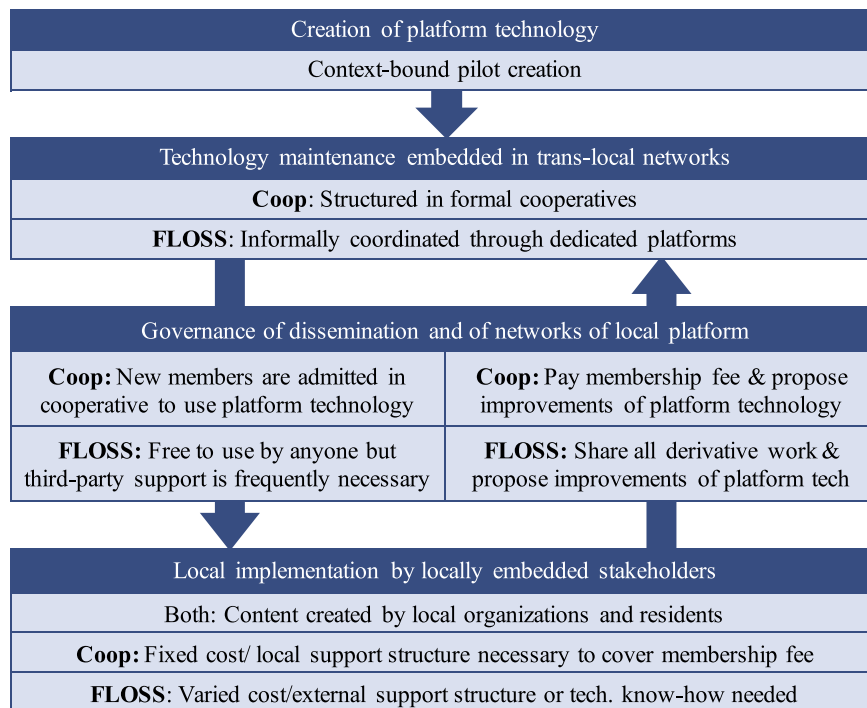 Creation of platform technology
Context-bound pilot creation
Technology maintenance embedded in trans-local networks
Coop: Structured in formal cooperatives
FLOSS: Informally coordinated through dedicated platforms
Governance of dissemination and of networks of local platform
Coop: New members are admitted in
cooperative to use platform technology
Coop: Pay membership fee & propose
improvements of platform technology
FLOSS: Free to use by anyone but
third-party support is frequently necessary
FLOSS: Share all derivative work &
propose improvements of platform tech
Local implementation by locally embedded stakeholders
Both: Content created by local organizations and residents
Coop: Fixed cost/ local support structure necessary to cover membership fee
FLOSS: Varied cost/external support structure or tech. know-how needed